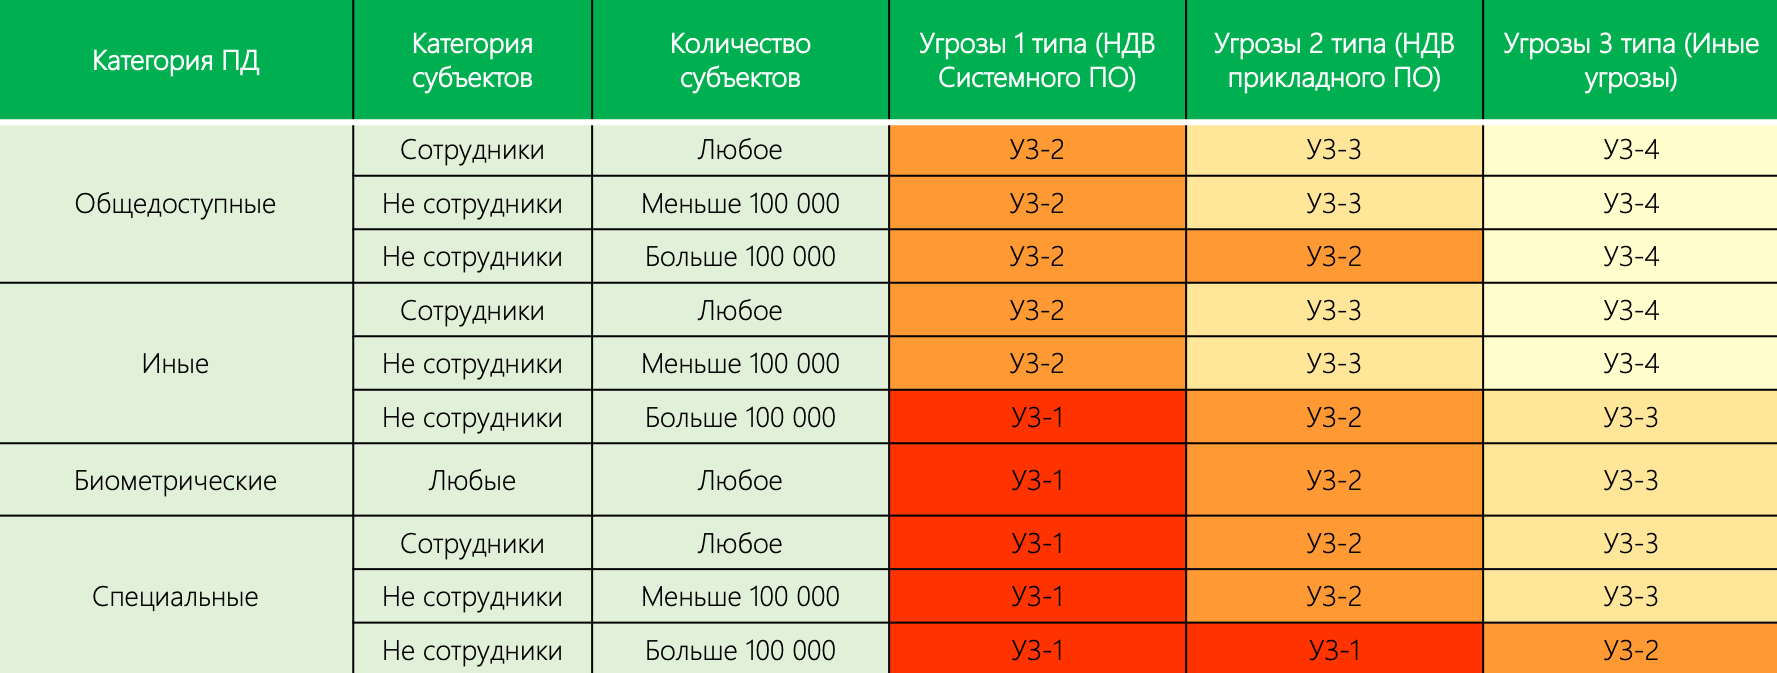 Категория ПД
Категория
субъектов
Количество
субъектов
Угрозы 1 типа (НДВ
Системного ПО)
Угрозы 2 типа (НДВ
прикладного ПО)
Угрозы 3 типа (Иные
угрозы)
Общедоступные
Сотрудники
Любое
УЗ-2
УЗ-3
УЗ-4
Не сотрудники
Меньше 100 000
УЗ-2
УЗ-3
УЗ-4
Не сотрудники
Больше 100 000
УЗ-2
УЗ-2
УЗ-4
Иные
Сотрудники
Любое
УЗ-2
УЗ-3
УЗ-4
Не сотрудники
Меньше 100 000
УЗ-2
УЗ-3
УЗ-4
Не сотрудники
Больше 100 000
УЗ-1
УЗ-2
УЗ-3
Биометрические
Любые
Любое
УЗ-1
УЗ-2
УЗ-3
Специальные
Сотрудники
Любое
УЗ-1
УЗ-2
УЗ-3
Не сотрудники
Меньше 100 000
УЗ-1
УЗ-2
УЗ-3
Не сотрудники
Больше 100 000
УЗ-1
УЗ-1
УЗ-2